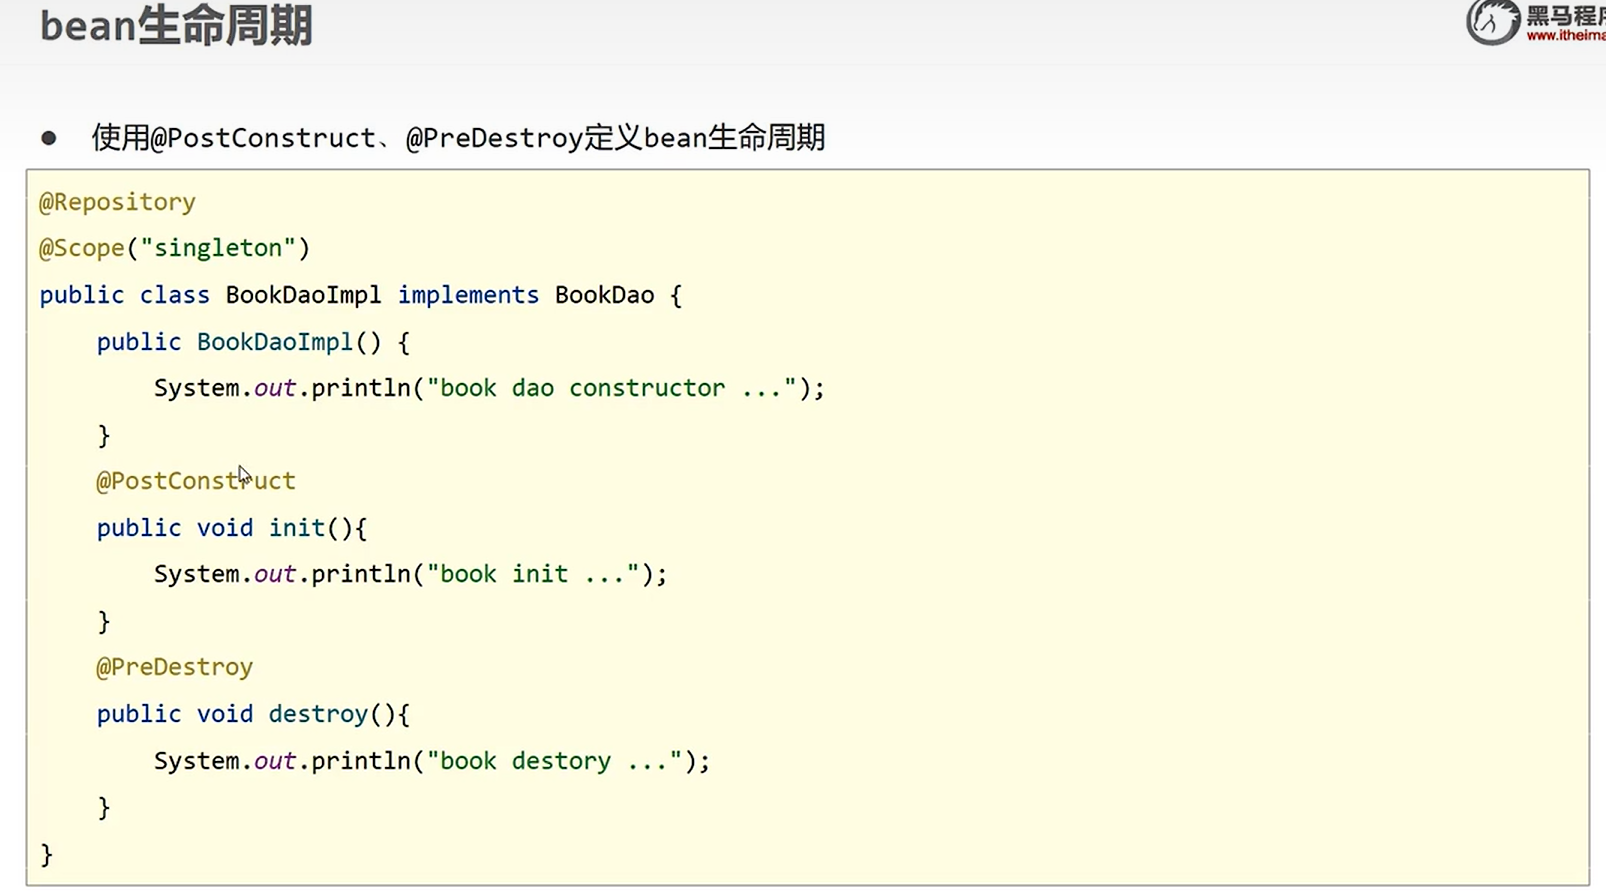 bean生命周期
黑马程序
www.itheima
● 使用@PostConstruct、@PreDestroy定义bean生命周期
@Repository
@Scope("singleton")
public class BookDaoImpl implements BookDao {
    public BookDaoImpl() {
        System.out.println("book dao constructor ...");
    }
    @PostConstruct
    public void init(){
        System.out.println("book init ...");
    }
    @PreDestroy
    public void destroy(){
        System.out.println("book destory ...");
    }
}